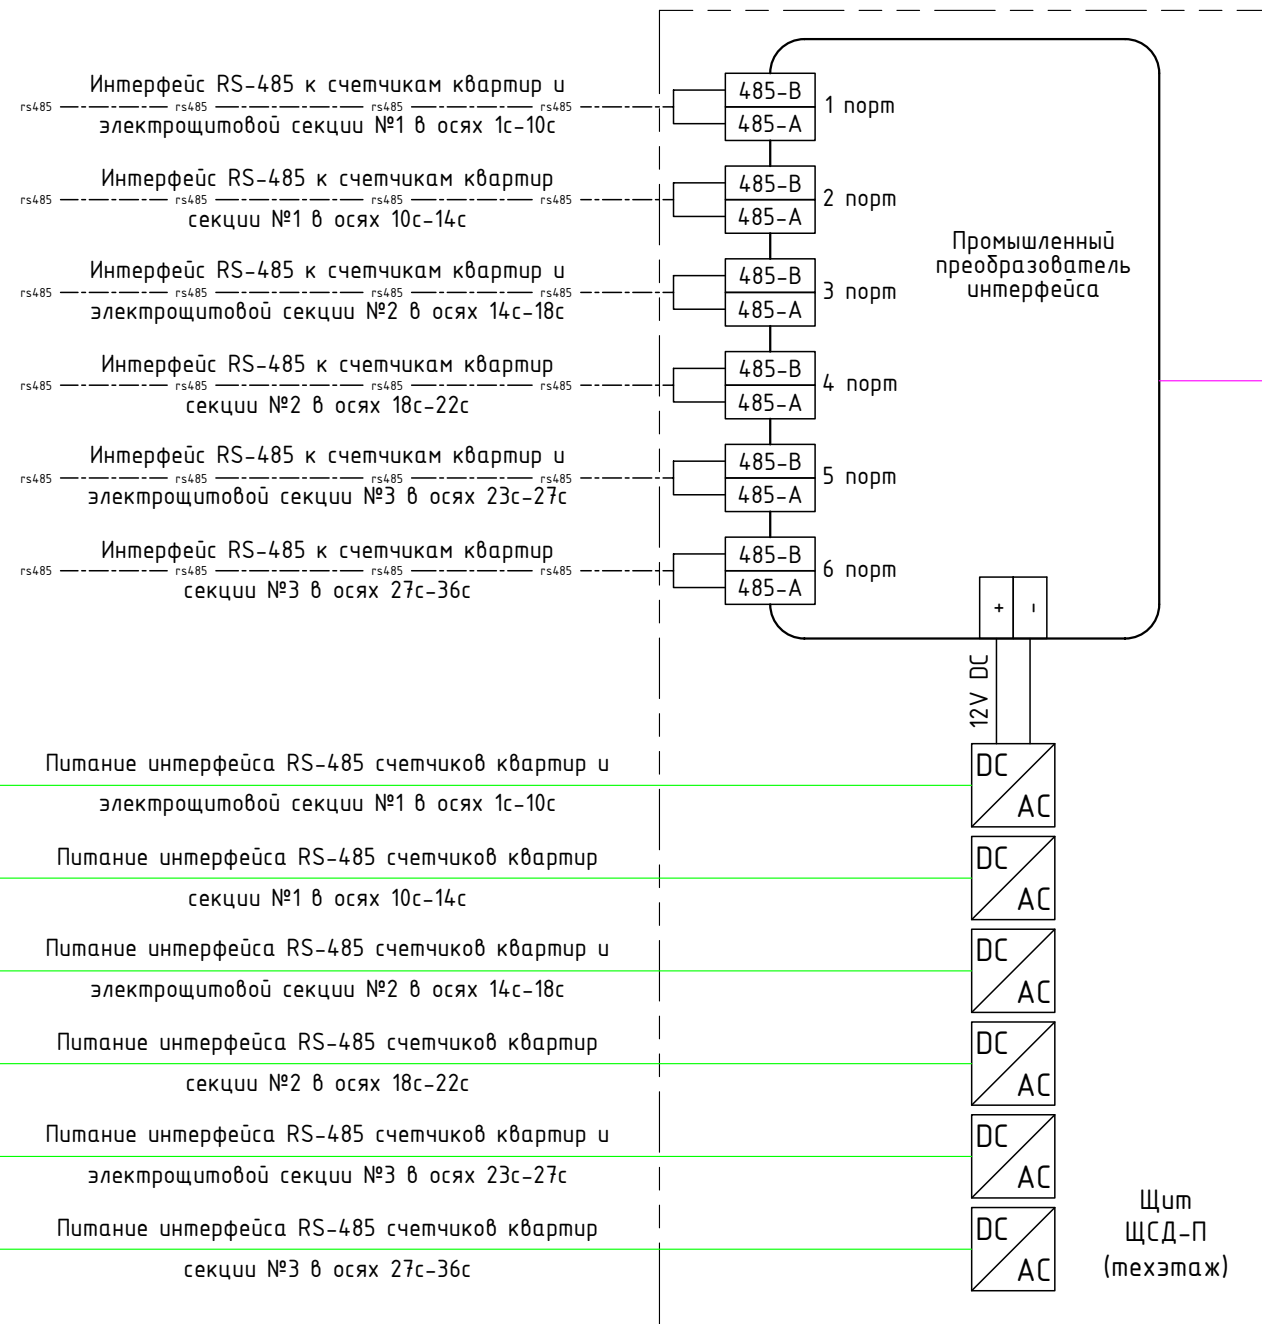 Интерфейс RS-485 к счетчикам квартир и
rs485 rs485 rs485 rs485
электрощитовой секции №1 в осях 1с-10с
485-B
485-A
1 порт
Интерфейс RS-485 к счетчикам квартир
rs485 rs485 rs485 rs485
секции №1 в осях 10с-14с
485-B
485-A
2 порт
Интерфейс RS-485 к счетчикам квартир и
rs485 rs485 rs485 rs485
электрощитовой секции №2 в осях 14с-18с
485-B
485-A
3 порт
Интерфейс RS-485 к счетчикам квартир
rs485 rs485 rs485 rs485
секции №2 в осях 18с-22с
485-B
485-A
4 порт
Интерфейс RS-485 к счетчикам квартир и
rs485 rs485 rs485 rs485
электрощитовой секции №3 в осях 23с-27с
485-B
485-A
5 порт
Интерфейс RS-485 к счетчикам квартир
rs485 rs485 rs485 rs485
секции №3 в осях 27с-36с
485-B
485-A
6 порт
Промышленный
преобразователь
интерфейса
+ -
12V DC
Питание интерфейса RS-485 счетчиков квартир и
электрощитовой секции №1 в осях 1с-10с
DC
AC
Питание интерфейса RS-485 счетчиков квартир
секции №1 в осях 10с-14с
DC
AC
Питание интерфейса RS-485 счетчиков квартир и
электрощитовой секции №2 в осях 14с-18с
DC
AC
Питание интерфейса RS-485 счетчиков квартир
секции №2 в осях 18с-22с
DC
AC
Питание интерфейса RS-485 счетчиков квартир и
электрощитовой секции №3 в осях 23с-27с
DC
AC
Питание интерфейса RS-485 счетчиков квартир
секции №3 в осях 27с-36с
DC
AC
Щит
ЩСД-П
(техэтаж)